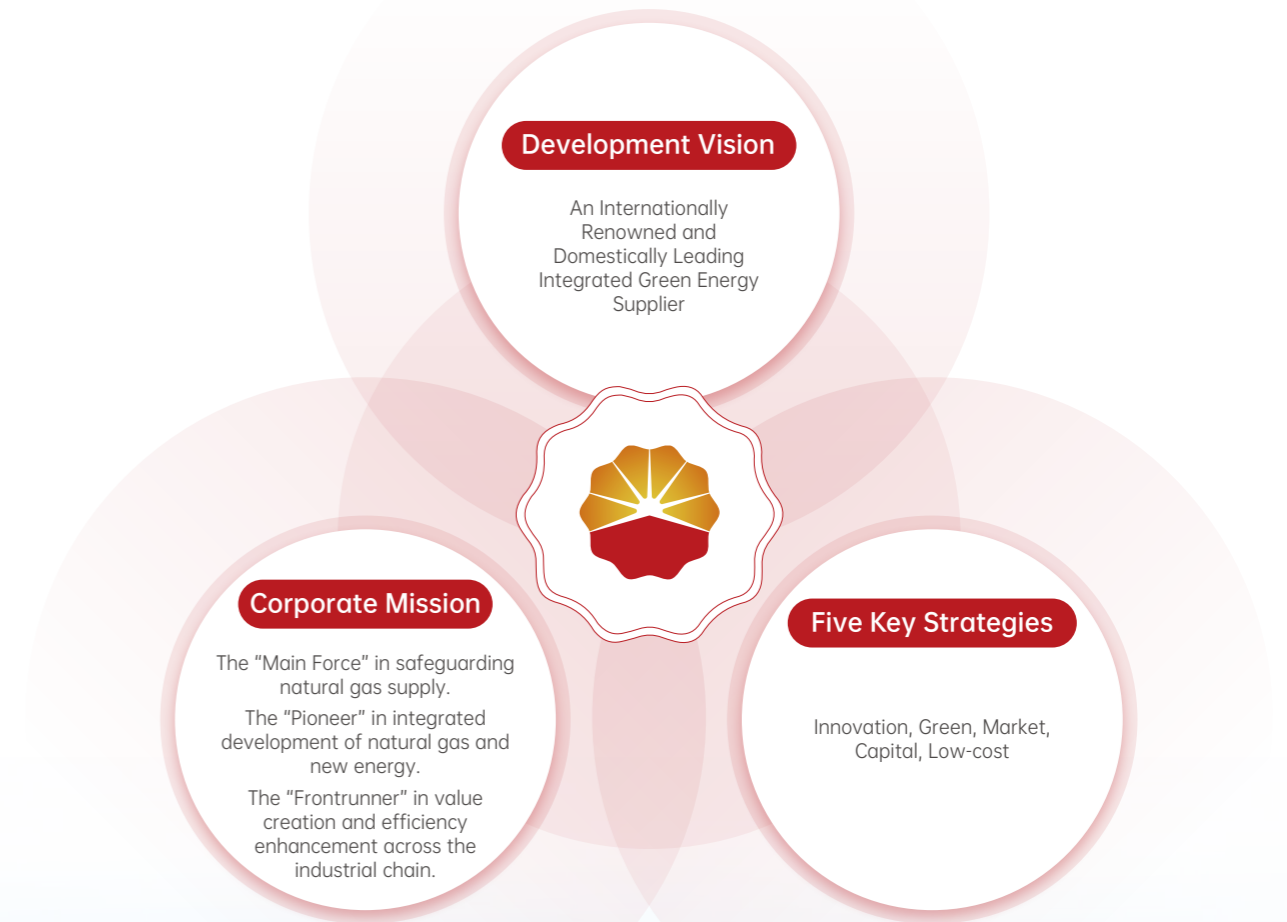 Development Vision
An Internationally
Renowned and
Domestically Leading
Integrated Green Energy
Supplier
Corporate Mission
The “Main Force” in safeguarding
natural gas supply.
The “Pioneer” in integrated
development of natural gas and
new energy.
The “Frontrunner” in value
creation and efficiency
enhancement across the
industrial chain.
Five Key Strategies
Innovation, Green, Market,
Capital, Low-cost